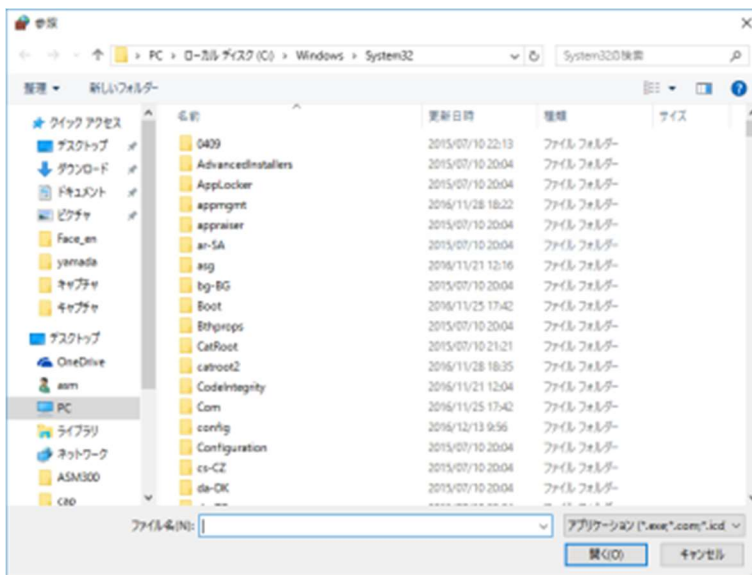 参照
PC › ローカル ディスク (C:) › Windows › System32
System32の検索
整理 新しいフォルダー
クイック アクセス
デスクトップ
ダウンロード
ドキュメント
ピクチャ
Face_en
yamada
キャプチャ
キャプチャ
デスクトップ
OneDrive
asm
PC
ライブラリ
ネットワーク
ASM300
cap
名前 更新日時 種類 サイズ
0409 2015/07/10 22:13 ファイル フォルダー
AdvancedInstallers 2015/07/10 20:04 ファイル フォルダー
AppLocker 2015/07/10 20:04 ファイル フォルダー
appmgmt 2016/11/28 18:22 ファイル フォルダー
appraiser 2015/07/10 20:04 ファイル フォルダー
ar-SA 2015/07/10 20:04 ファイル フォルダー
asg 2016/11/21 12:16 ファイル フォルダー
bg-BG 2015/07/10 20:04 ファイル フォルダー
Boot 2016/11/25 17:42 ファイル フォルダー
Bthprops 2015/07/10 20:04 ファイル フォルダー
CatRoot 2015/07/10 21:21 ファイル フォルダー
catroot2 2016/11/28 18:35 ファイル フォルダー
CodeIntegrity 2016/11/21 12:04 ファイル フォルダー
Com 2016/11/25 17:42 ファイル フォルダー
config 2016/12/13 9:56 ファイル フォルダー
Configuration 2015/07/10 20:04 ファイル フォルダー
cs-CZ 2015/07/10 20:04 ファイル フォルダー
da-DK 2015/07/10 20:04 ファイル フォルダー
ファイル名(N): アプリケーション (*.exe;*.com;*.icd
開く(O) キャンセル